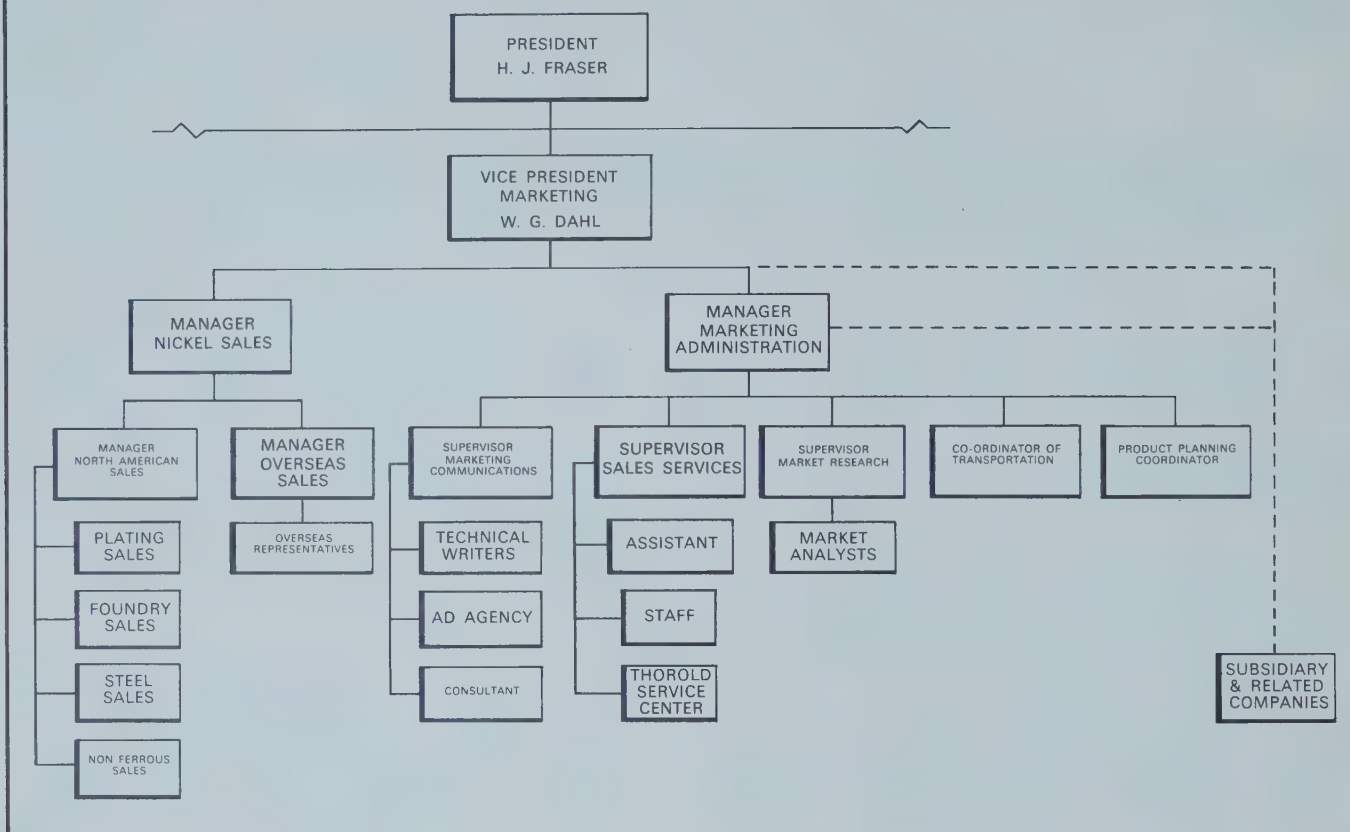 PRESIDENT
H. J. FRASER
VICE PRESIDENT
MARKETING
W. G. DAHL
MANAGER
NICKEL SALES
MANAGER
MARKETING
ADMINISTRATION
MANAGER
NORTH AMERICAN
SALES
MANAGER
OVERSEAS
SALES
SUPERVISOR
MARKETING
COMMUNICATIONS
SUPERVISOR
SALES SERVICES
SUPERVISOR
MARKET RESEARCH
CO-ORDINATOR OF
TRANSPORTATION
PRODUCT PLANNING
COORDINATOR
PLATING
SALES
OVERSEAS
REPRESENTATIVES
TECHNICAL
WRITERS
ASSISTANT
MARKET
ANALYSTS
FOUNDRY
SALES
AD AGENCY
STAFF
STEEL
SALES
CONSULTANT
THOROLD
SERVICE
CENTER
SUBSIDIARY
& RELATED
COMPANIES
NON FERROUS
SALES